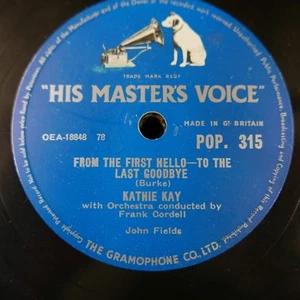 TRADE MARK REGD
"HIS MASTER'S VOICE"
OEA-18848 78
MADE IN GT BRITAIN
POP. 315
FROM THE FIRST HELLO—TO THE
LAST GOODBYE
(Burke)
KATHIE KAY
with Orchestra conducted by
Frank Cordell
John Fields
THE GRAMOPHONE CO., LTD.